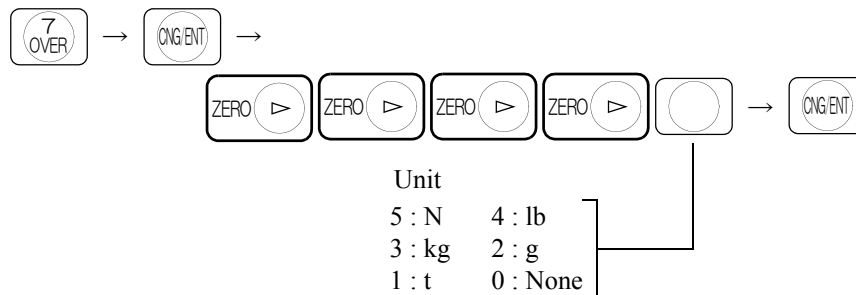 7
OVER → CNG/ENT →
ZERO ▷ ZERO ▷ ZERO ▷ ZERO ▷ → CNG/ENT
Unit
5 : N 4 : lb
3 : kg 2 : g
1 : t 0 : None